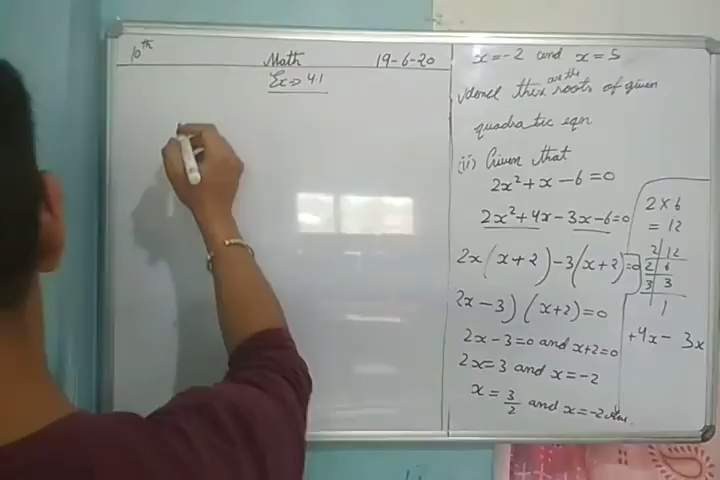 10th
Math
19-6-20
Ex⇒ 4.1
x=-2 and x=5
Hence this are the roots of given
quadratic eqn
(ii) Given that
2x²+x-6=0
2x²+4x-3x-6=0
2x(x+2)-3(x+2)=0
2x-3)(x+2)=0
2x-3=0 and x+2=0
2x=3 and x=-2
x=3/2 and x=-2 Ans.
2×6
=12
2|12
2|6
3|3
1
+4x-3x